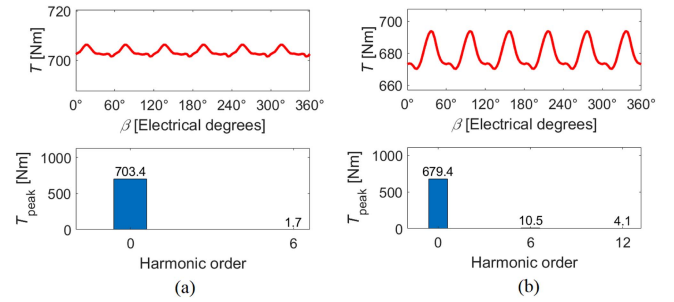 720
700
T [Nm]
0° 60° 120° 180° 240° 300° 360°
β [Electrical degrees]
1000
500
0
T_peak [Nm]
703.4
1.7
0 6
Harmonic order
(a)
700
680
660
T [Nm]
0° 60° 120° 180° 240° 300° 360°
β [Electrical degrees]
1000
500
0
T_peak [Nm]
679.4
10.5
4.1
0 6 12
Harmonic order
(b)